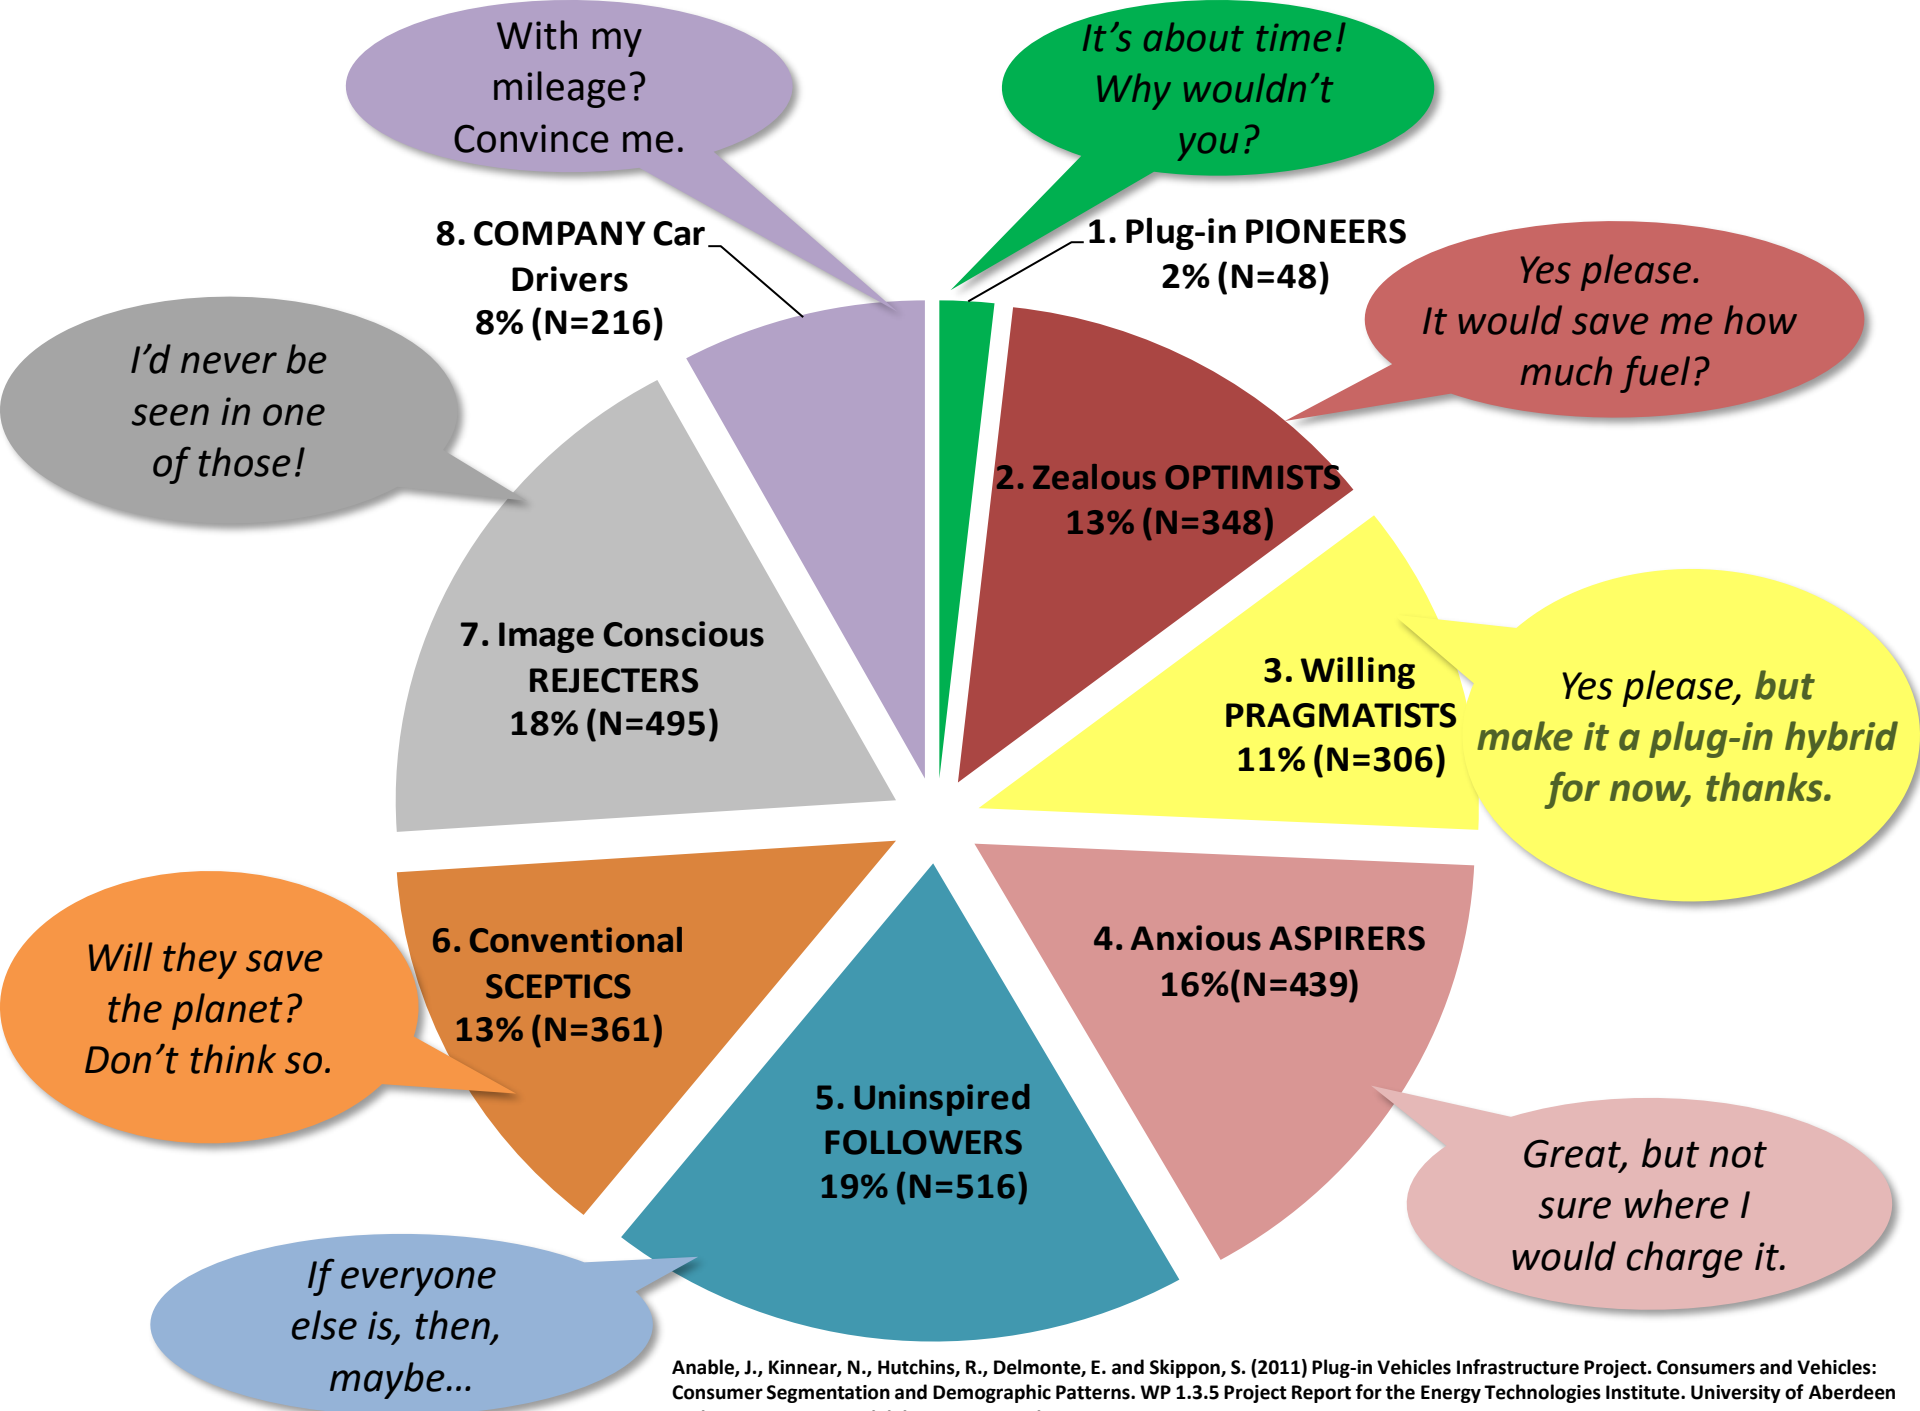 With my
mileage?
Convince me.
It's about time!
Why wouldn't
you?
8. COMPANY Car
Drivers
8% (N=216)
1. Plug-in PIONEERS
2% (N=48)
Yes please.
It would save me how
much fuel?
I'd never be
seen in one
of those!
2. Zealous OPTIMISTS
13% (N=348)
7. Image Conscious
REJECTERS
18% (N=495)
3. Willing
PRAGMATISTS
11% (N=306)
Yes please, but
make it a plug-in hybrid
for now, thanks.
Will they save
the planet?
Don't think so.
6. Conventional
SCEPTICS
13% (N=361)
4. Anxious ASPIRERS
16%(N=439)
5. Uninspired
FOLLOWERS
19% (N=516)
Great, but not
sure where I
would charge it.
If everyone
else is, then,
maybe...
Anable, J., Kinnear, N., Hutchins, R., Delmonte, E. and Skippon, S. (2011) Plug-in Vehicles Infrastructure Project. Consumers and Vehicles:
Consumer Segmentation and Demographic Patterns. WP 1.3.5 Project Report for the Energy Technologies Institute. University of Aberdeen